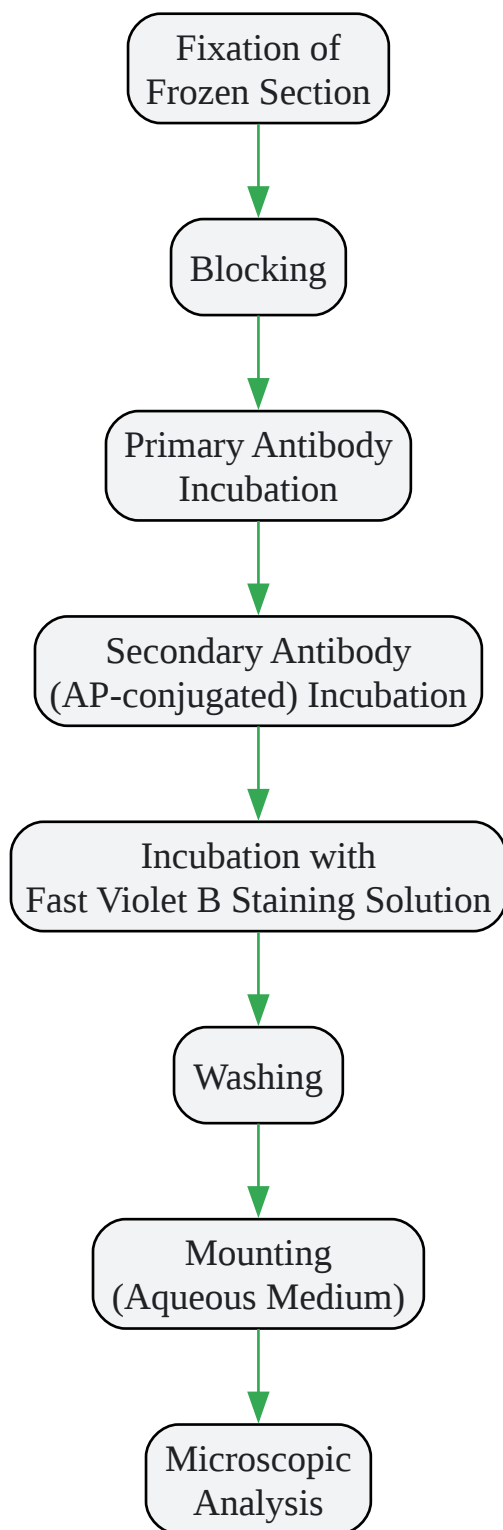 Fixation of
Frozen Section
Blocking
Primary Antibody
Incubation
Secondary Antibody
(AP-conjugated) Incubation
Incubation with
Fast Violet B Staining Solution
Washing
Mounting
(Aqueous Medium)
Microscopic
Analysis